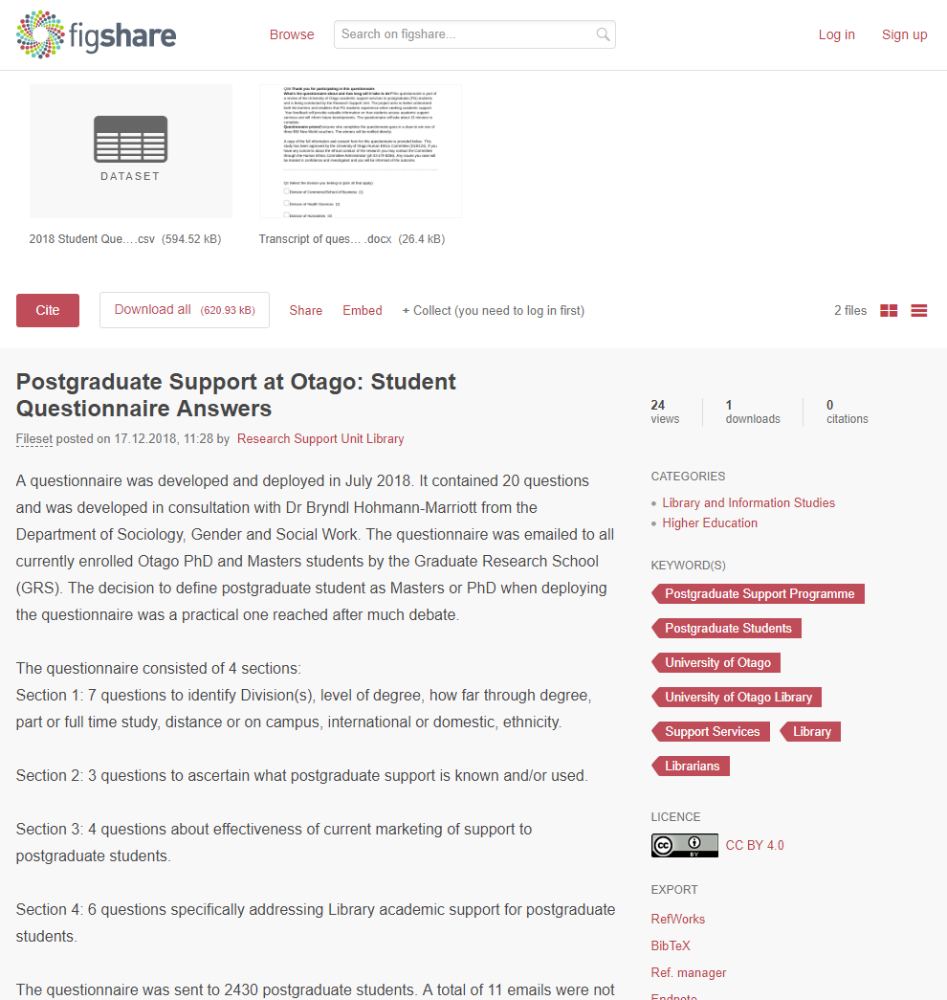 figshare
Browse
Search on figshare...
Log in
Sign up
Q16 Thank you for participating in this questionnaire
DATASET
Q1 Select the division you belong to (pick all that apply)
Division of Commerce/School of Business (1)
Division of Health Sciences (2)
Division of Humanities (3)
2018 Student Que....csv (594.52 kB)
Transcript of ques... .docx (26.4 kB)
Cite
Download all (620.93 kB)
Share
Embed
+ Collect (you need to log in first)
2 files
Postgraduate Support at Otago: Student
Questionnaire Answers
Fileset posted on 17.12.2018, 11:28 by Research Support Unit Library
A questionnaire was developed and deployed in July 2018. It contained 20 questions
and was developed in consultation with Dr Bryndl Hohmann-Marriott from the
Department of Sociology, Gender and Social Work. The questionnaire was emailed to all
currently enrolled Otago PhD and Masters students by the Graduate Research School
(GRS). The decision to define postgraduate student as Masters or PhD when deploying
the questionnaire was a practical one reached after much debate.
The questionnaire consisted of 4 sections:
Section 1: 7 questions to identify Division(s), level of degree, how far through degree,
part or full time study, distance or on campus, international or domestic, ethnicity.
Section 2: 3 questions to ascertain what postgraduate support is known and/or used.
Section 3: 4 questions about effectiveness of current marketing of support to
postgraduate students.
Section 4: 6 questions specifically addressing Library academic support for postgraduate
students.
The questionnaire was sent to 2430 postgraduate students. A total of 11 emails were not
24
views
1
downloads
0
citations
CATEGORIES
Library and Information Studies
Higher Education
KEYWORD(S)
Postgraduate Support Programme
Postgraduate Students
University of Otago
University of Otago Library
Support Services
Library
Librarians
LICENCE
CC BY
CC BY 4.0
EXPORT
RefWorks
BibTeX
Ref. manager
Endnote